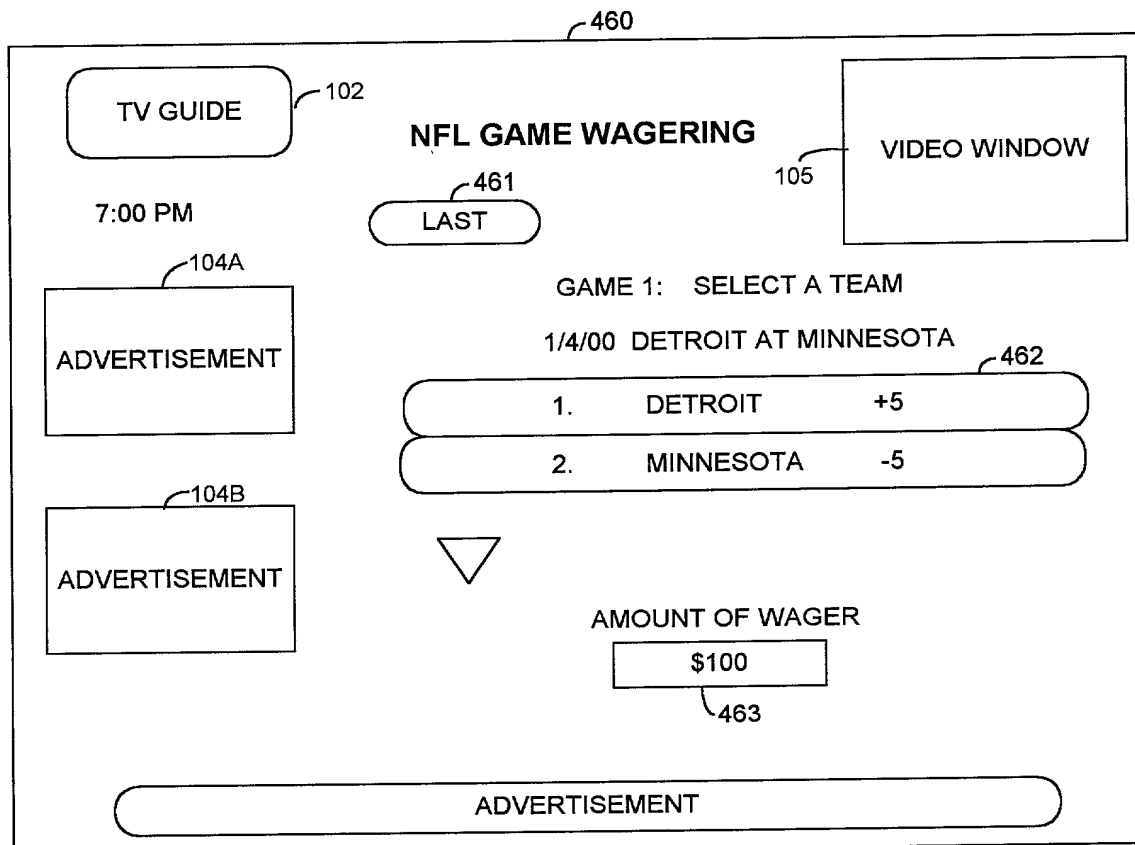 460
TV GUIDE
102
NFL GAME WAGERING
VIDEO WINDOW
105
461
LAST
7:00 PM
104A
ADVERTISEMENT
GAME 1: SELECT A TEAM
1/4/00 DETROIT AT MINNESOTA
462
1. DETROIT +5
2. MINNESOTA -5
104B
ADVERTISEMENT
AMOUNT OF WAGER
$100
463
ADVERTISEMENT